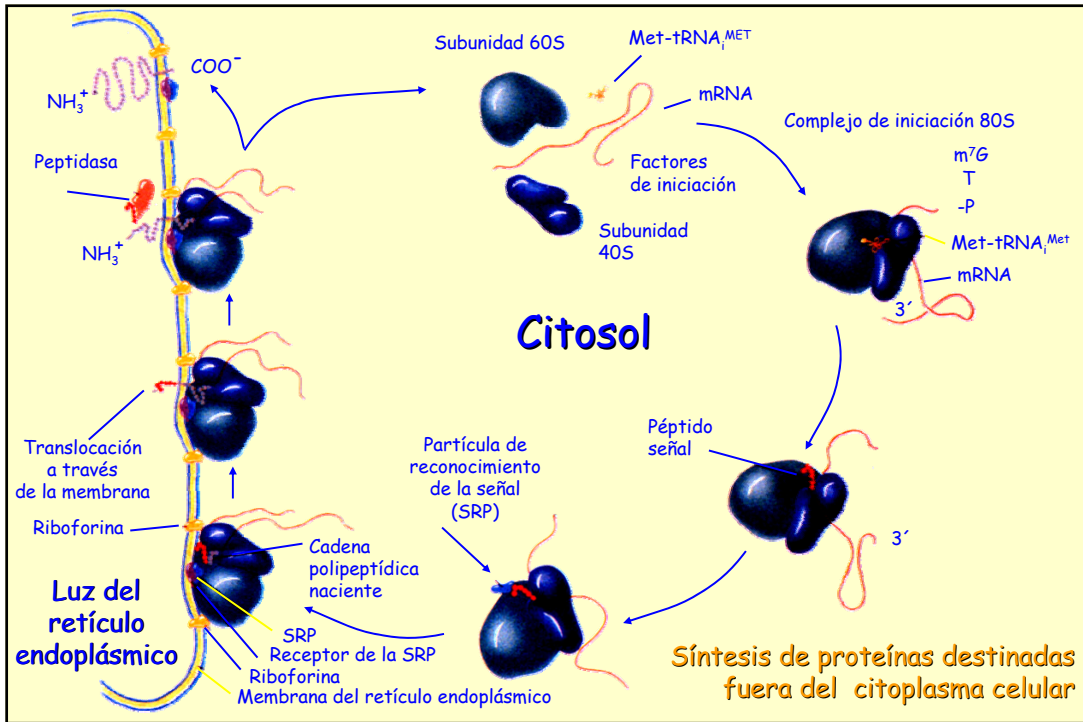 Subunidad 60S
Met-tRNAᵢᴹᴱᵀ
mRNA
Factores
de iniciación
Subunidad
40S
Complejo de iniciación 80S
m⁷G
T
-P
Met-tRNAᵢᴹᵉᵗ
mRNA
3´
Péptido
señal
3´
Partícula de
reconocimiento
de la señal
(SRP)
Citosol
COO⁻
NH₃⁺
Peptidasa
NH₃⁺
Translocación
a través
de la membrana
Riboforina
Cadena
polipeptídica
naciente
Luz del
retículo
endoplásmico
SRP
Receptor de la SRP
Riboforina
Membrana del retículo endoplásmico
Síntesis de proteínas destinadas
fuera del citoplasma celular